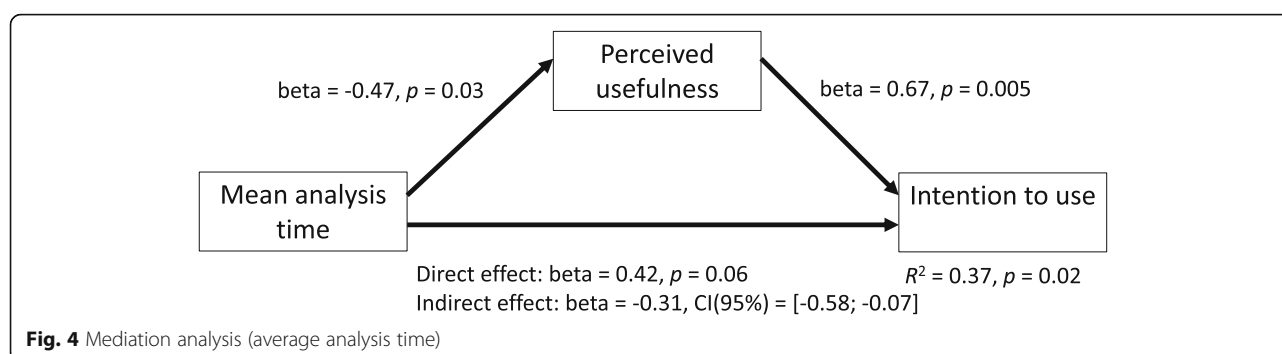 Perceived
usefulness
beta = -0.47, p = 0.03
beta = 0.67, p = 0.005
Mean analysis
time
Intention to use
Direct effect: beta = 0.42, p = 0.06
Indirect effect: beta = -0.31, CI(95%) = [-0.58; -0.07]
R² = 0.37, p = 0.02
Fig. 4 Mediation analysis (average analysis time)